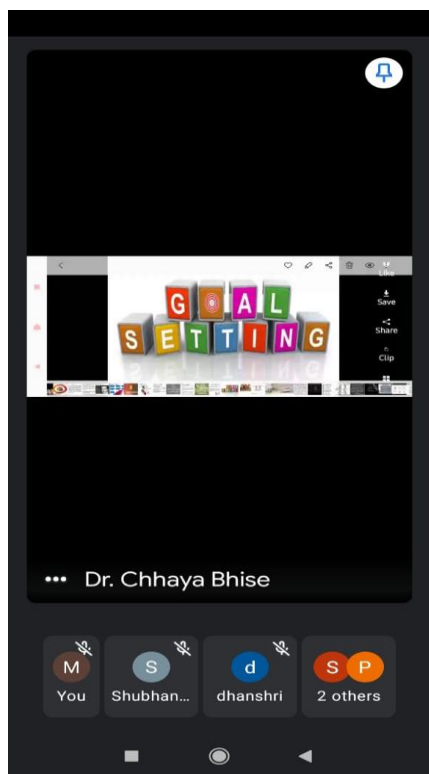 Like
Save
Share
Clip
GOAL
SETTING
Dr. Chhaya Bhise
M
You
S
Shubhan...
d
dhanshri
S P
2 others